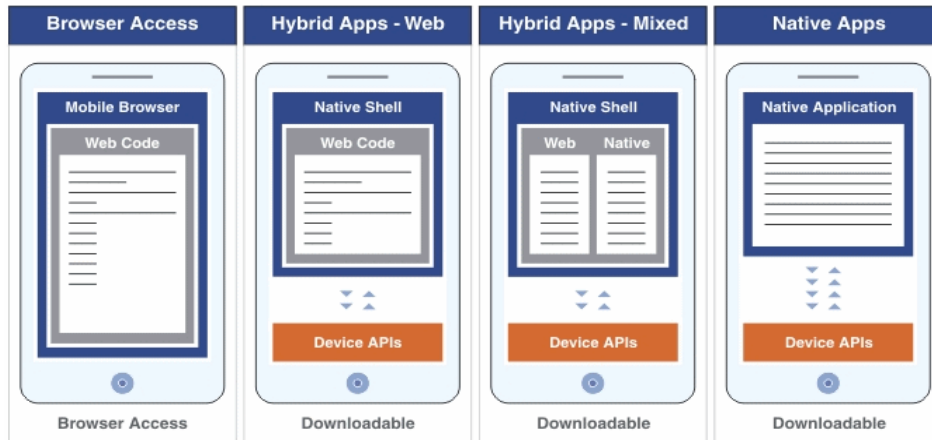 Browser Access
Mobile Browser
Web Code
Browser Access
Hybrid Apps - Web
Native Shell
Web Code
Device APIs
Downloadable
Hybrid Apps - Mixed
Native Shell
Web Native
Device APIs
Downloadable
Native Apps
Native Application
Device APIs
Downloadable